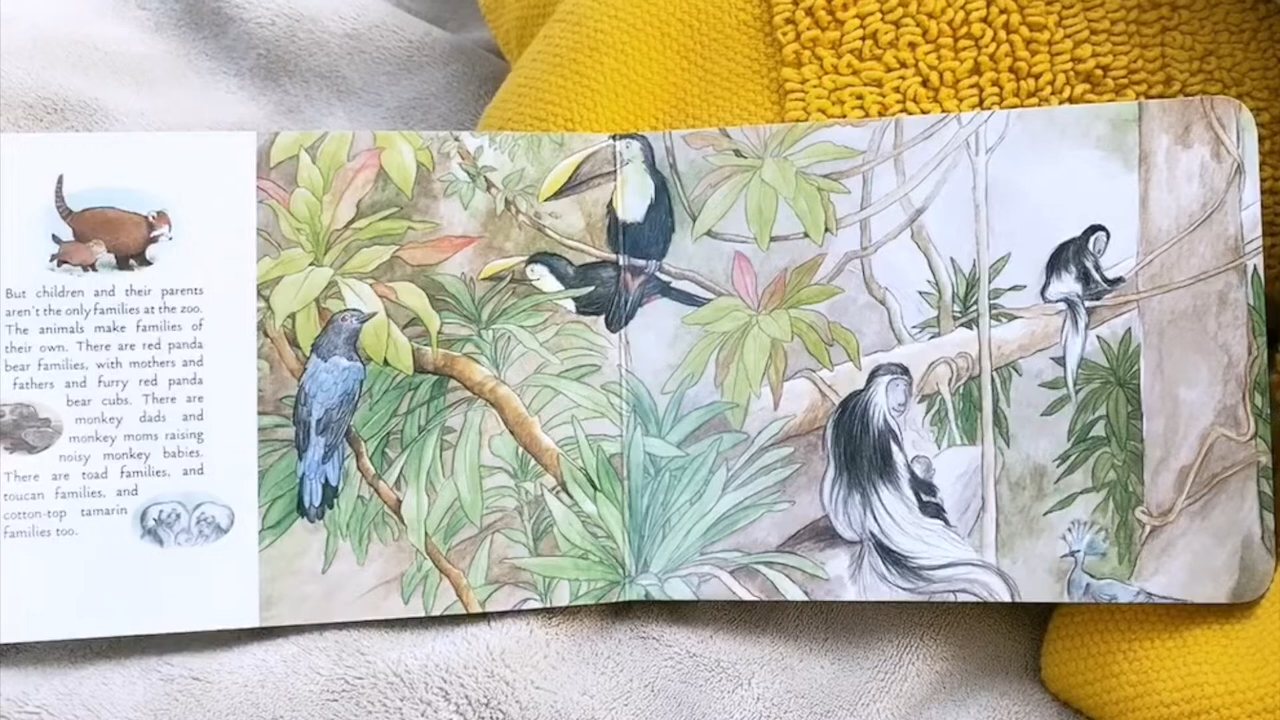 But children and their parents
aren't the only families at the zoo.
The animals make families of
their own. There are red panda
bear families, with mothers and
fathers and furry red panda
bear cubs. There are
monkey dads and
monkey moms raising
noisy monkey babies.
There are toad families, and
toucan families, and
cotton-top tamarin
families too.